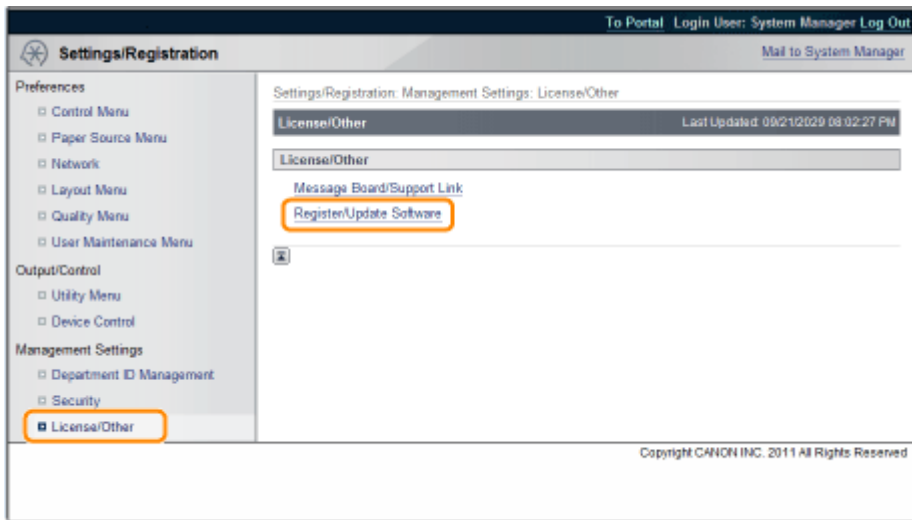 To Portal Login User: System Manager Log Out
Settings/Registration
Mail to System Manager
Preferences
Control Menu
Paper Source Menu
Network
Layout Menu
Quality Menu
User Maintenance Menu
Output/Control
Utility Menu
Device Control
Management Settings
Department ID Management
Security
License/Other
Settings/Registration: Management Settings: License/Other
License/Other
Last Updated: 09/21/2029 08:02:27 PM
License/Other
Message Board/Support Link
Register/Update Software
Copyright CANON INC. 2011 All Rights Reserved